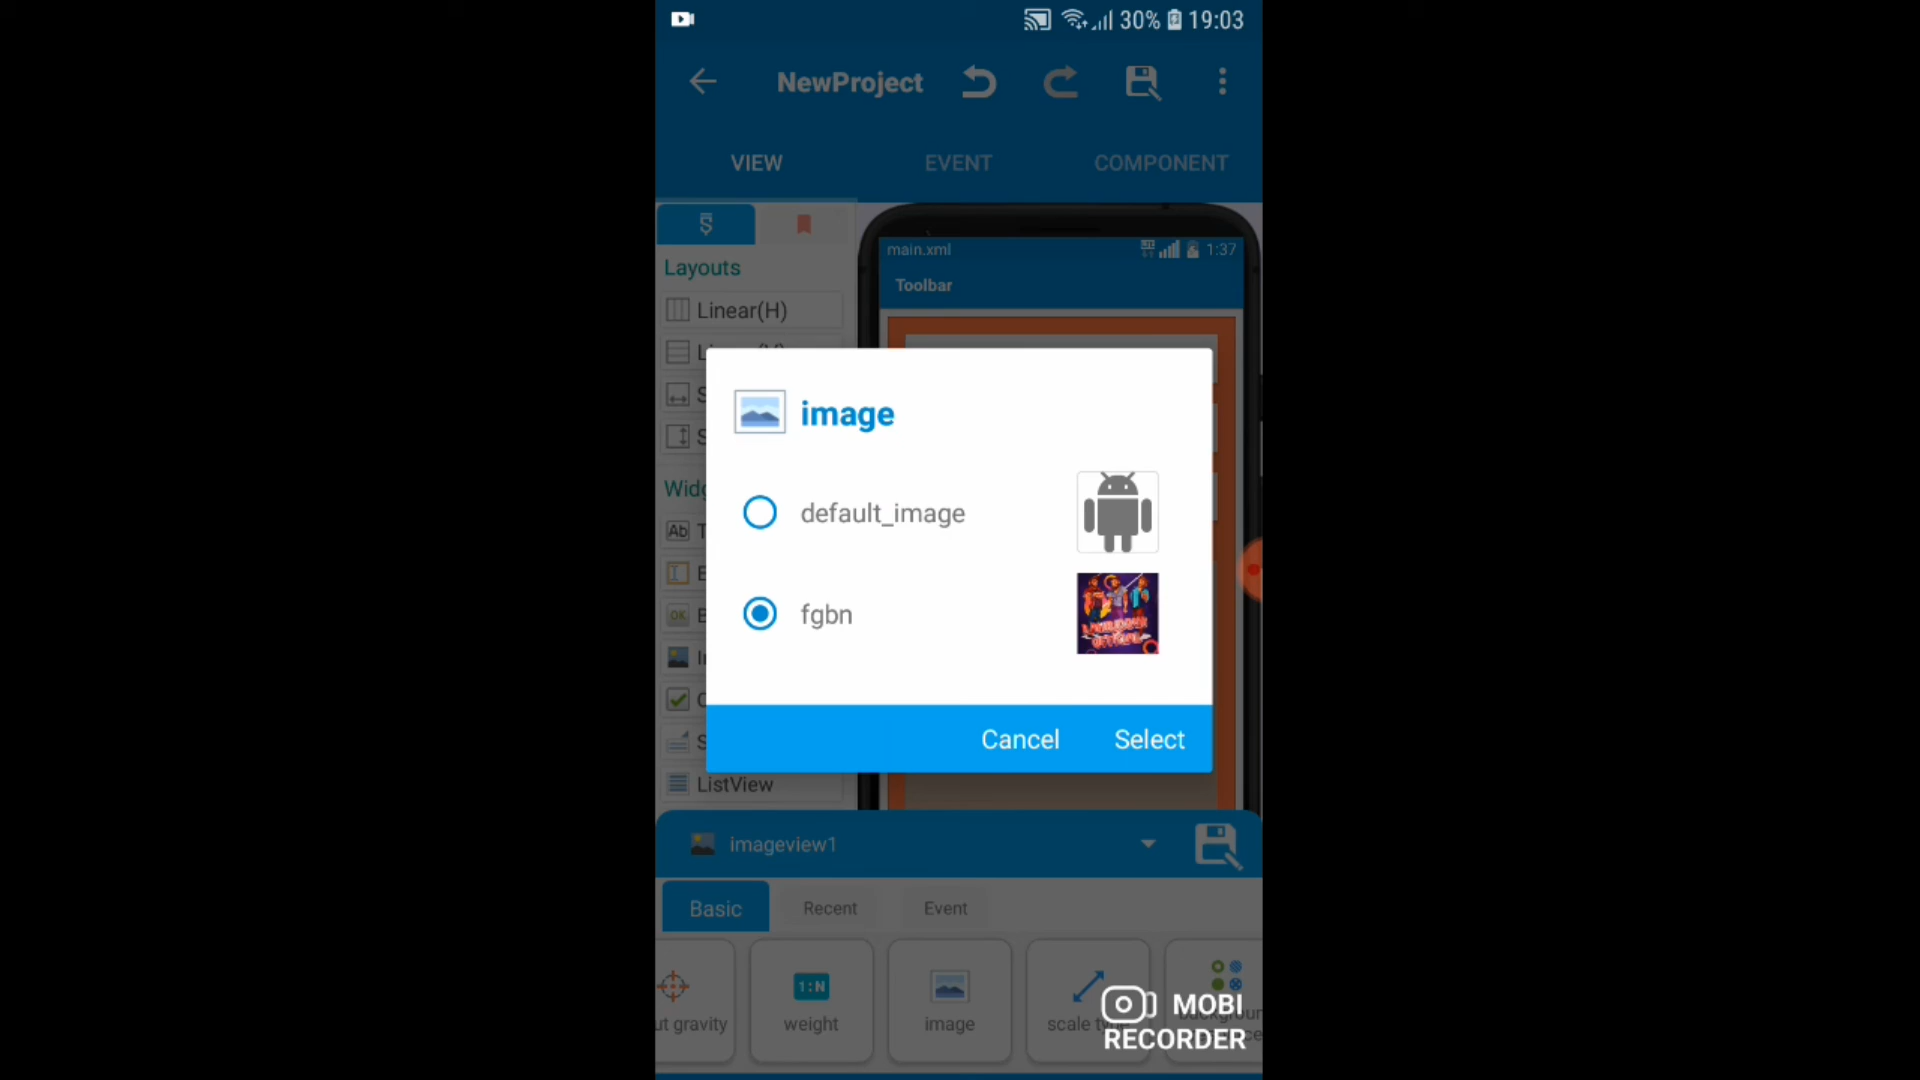 30% 19:03
NewProject
VIEW EVENT COMPONENT
main.xml 1:37
Layouts
Toolbar
Linear(H)
image
default_image
fgbn
Cancel Select
ListView
imageview1
Basic Recent Event
1:N
ut gravity weight image scale
MOBI
RECORDER